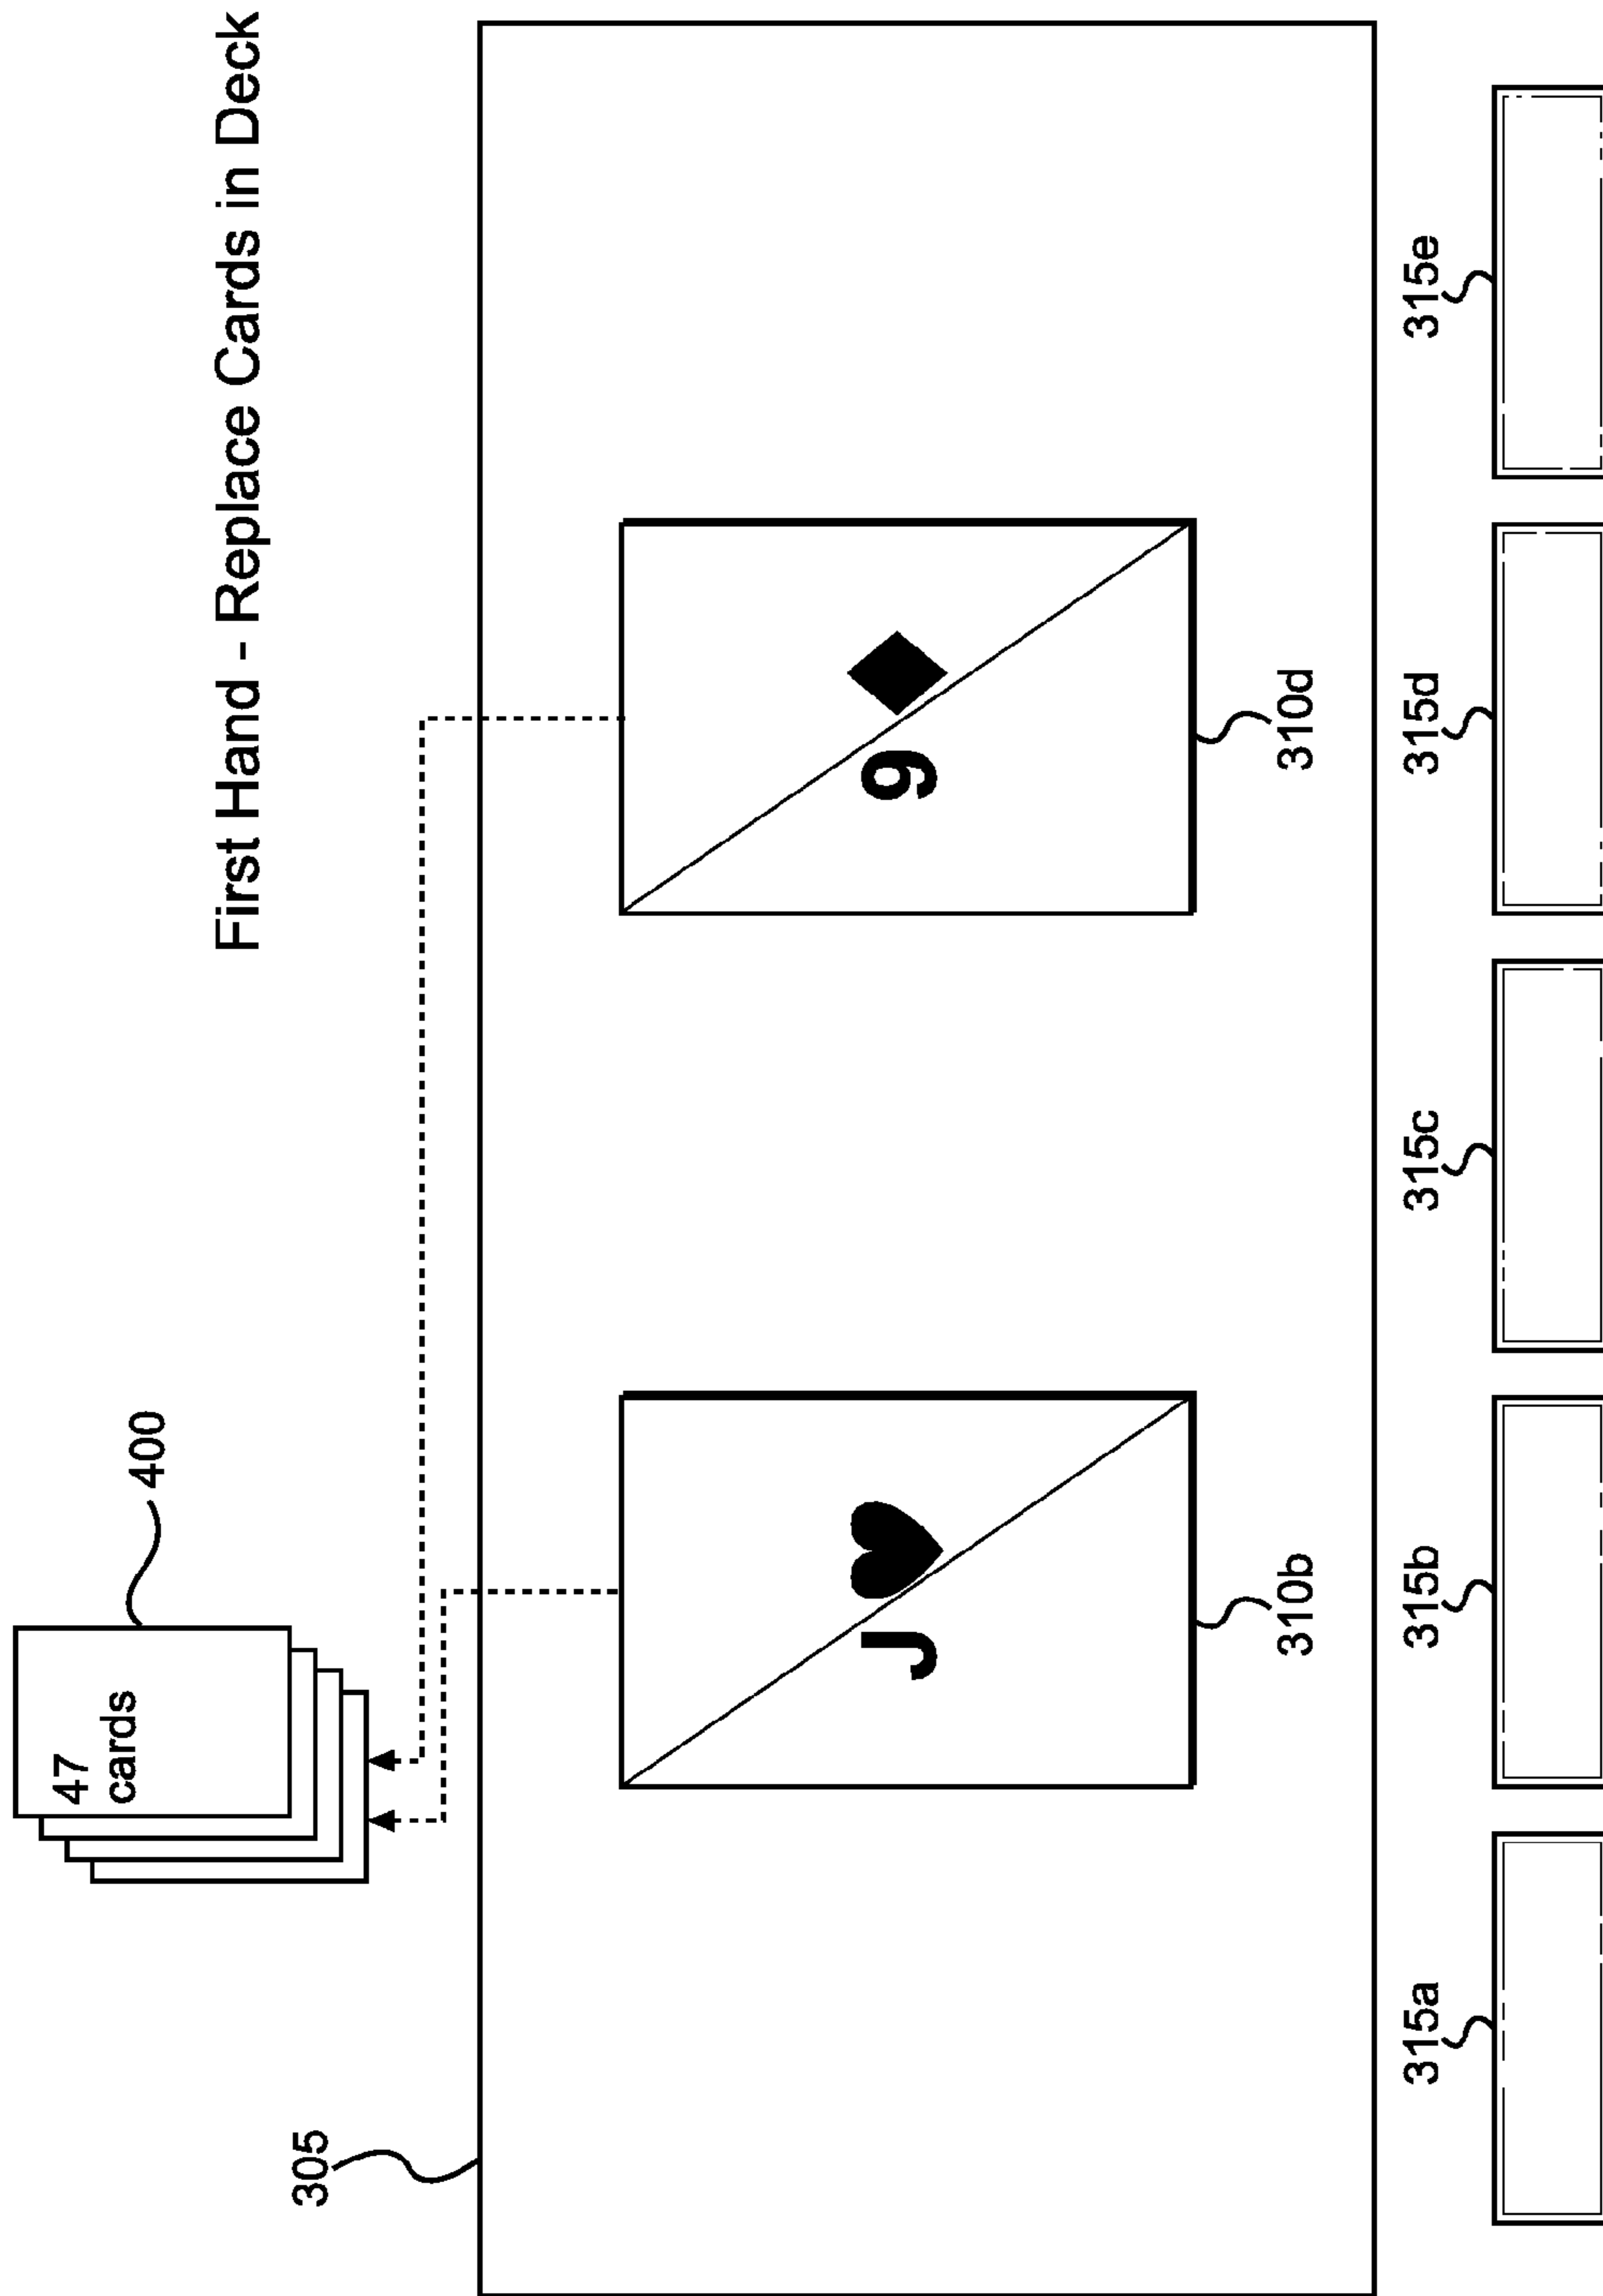 First Hand - Replace Cards in Deck
47
cards
400
305
J♥
9♦
310b
310d
315a
315b
315c
315d
315e